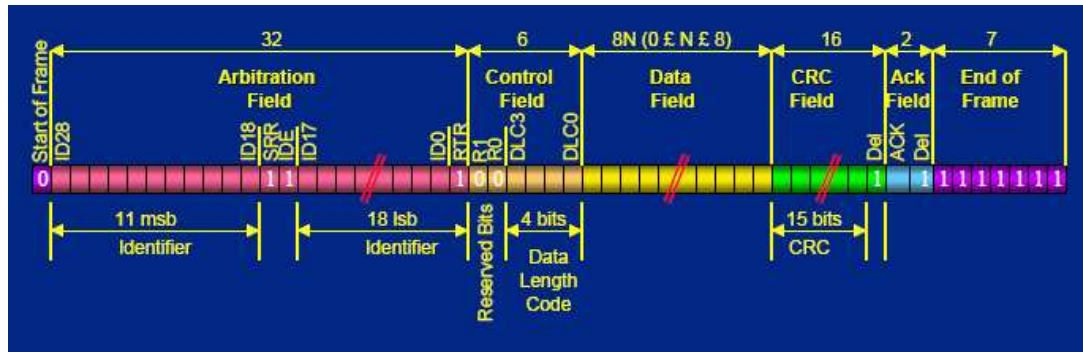 32
6
8N (0 £ N £ 8)
16
2
7
Start of Frame
Arbitration
Field
Control
Field
Data
Field
CRC
Field
Ack
Field
End of
Frame
ID28
ID18
SRR
IDE
ID17
ID0
RTR
R1
R0
DLC3
DLC0
Del
ACK
Del
0
1
1
1
0
0
1
1
1
1
1
1
1
1
1
11 msb
Identifier
18 lsb
Identifier
Reserved Bits
4 bits
Data
Length
Code
15 bits
CRC